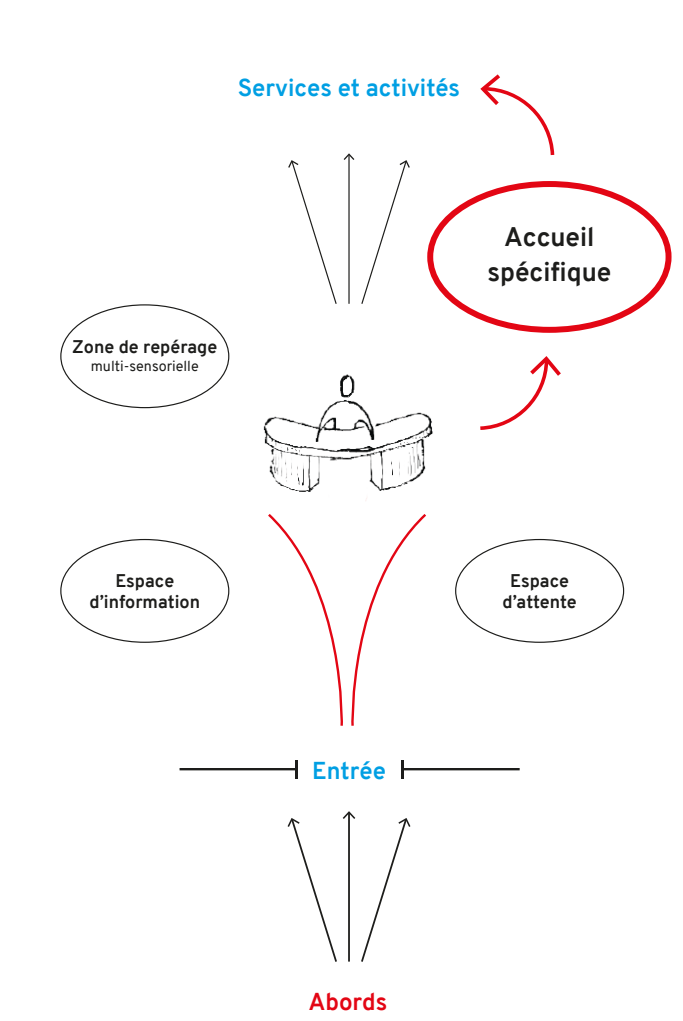 Services et activités
Accueil
spécifique
Zone de repérage
multi-sensorielle
Espace
d'information
Espace
d'attente
Entrée
Abords